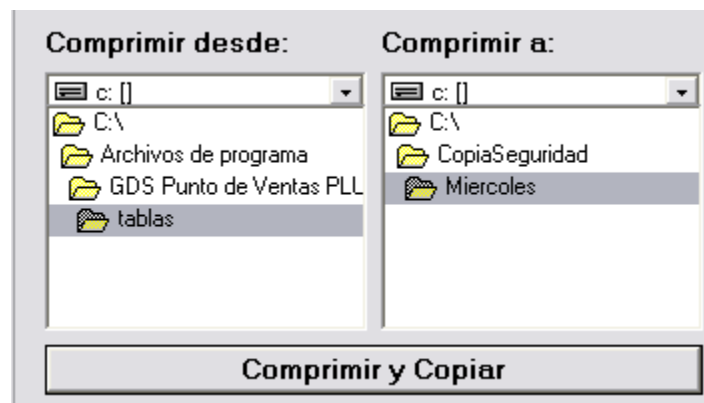 Comprimir desde:
Comprimir a:
c: []
C:\
Archivos de programa
GDS Punto de Ventas PLU
tablas
c: []
C:\
CopiaSeguridad
Miercoles
Comprimir y Copiar